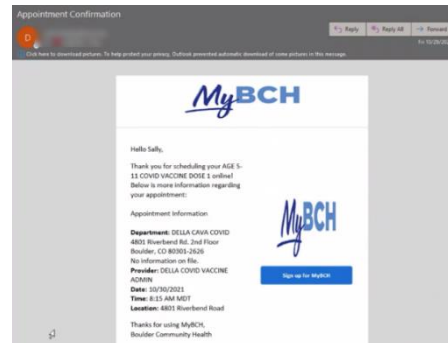 Appointment Confirmation
Reply
Reply All
Forward
D
Click here to download pictures. To help protect your privacy, Outlook prevented automatic download of some pictures in this message.
MyBCH
Hello Sally,
Thank you for scheduling your AGE 5-
11 COVID VACCINE DOSE 1 online!
Below is more information regarding
your appointment:
Appointment Information
Department: DELLA CAVA COVID
4801 Riverbend Rd, 2nd Floor
Boulder, CO 80301-2626
No information on file.
Provider: DELLA COVID VACCINE
ADMIN
Date: 10/30/2021
Time: 8:15 AM MDT
Location: 4801 Riverbend Road
Thanks for using MyBCH,
Boulder Community Health
MyBCH
Sign up for MyBCH